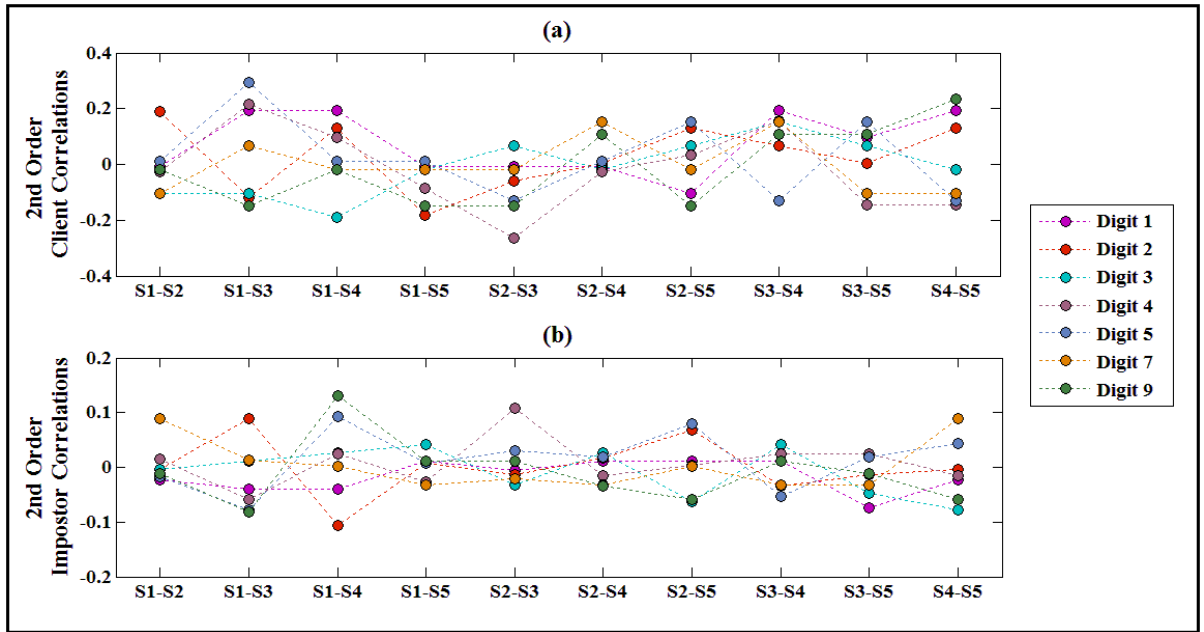 (a)
2nd Order
Client Correlations
0.4
0.2
0
-0.2
-0.4
S1-S2 S1-S3 S1-S4 S1-S5 S2-S3 S2-S4 S2-S5 S3-S4 S3-S5 S4-S5
(b)
2nd Order
Impostor Correlations
0.2
0.1
0
-0.1
-0.2
S1-S2 S1-S3 S1-S4 S1-S5 S2-S3 S2-S4 S2-S5 S3-S4 S3-S5 S4-S5
Digit 1
Digit 2
Digit 3
Digit 4
Digit 5
Digit 7
Digit 9